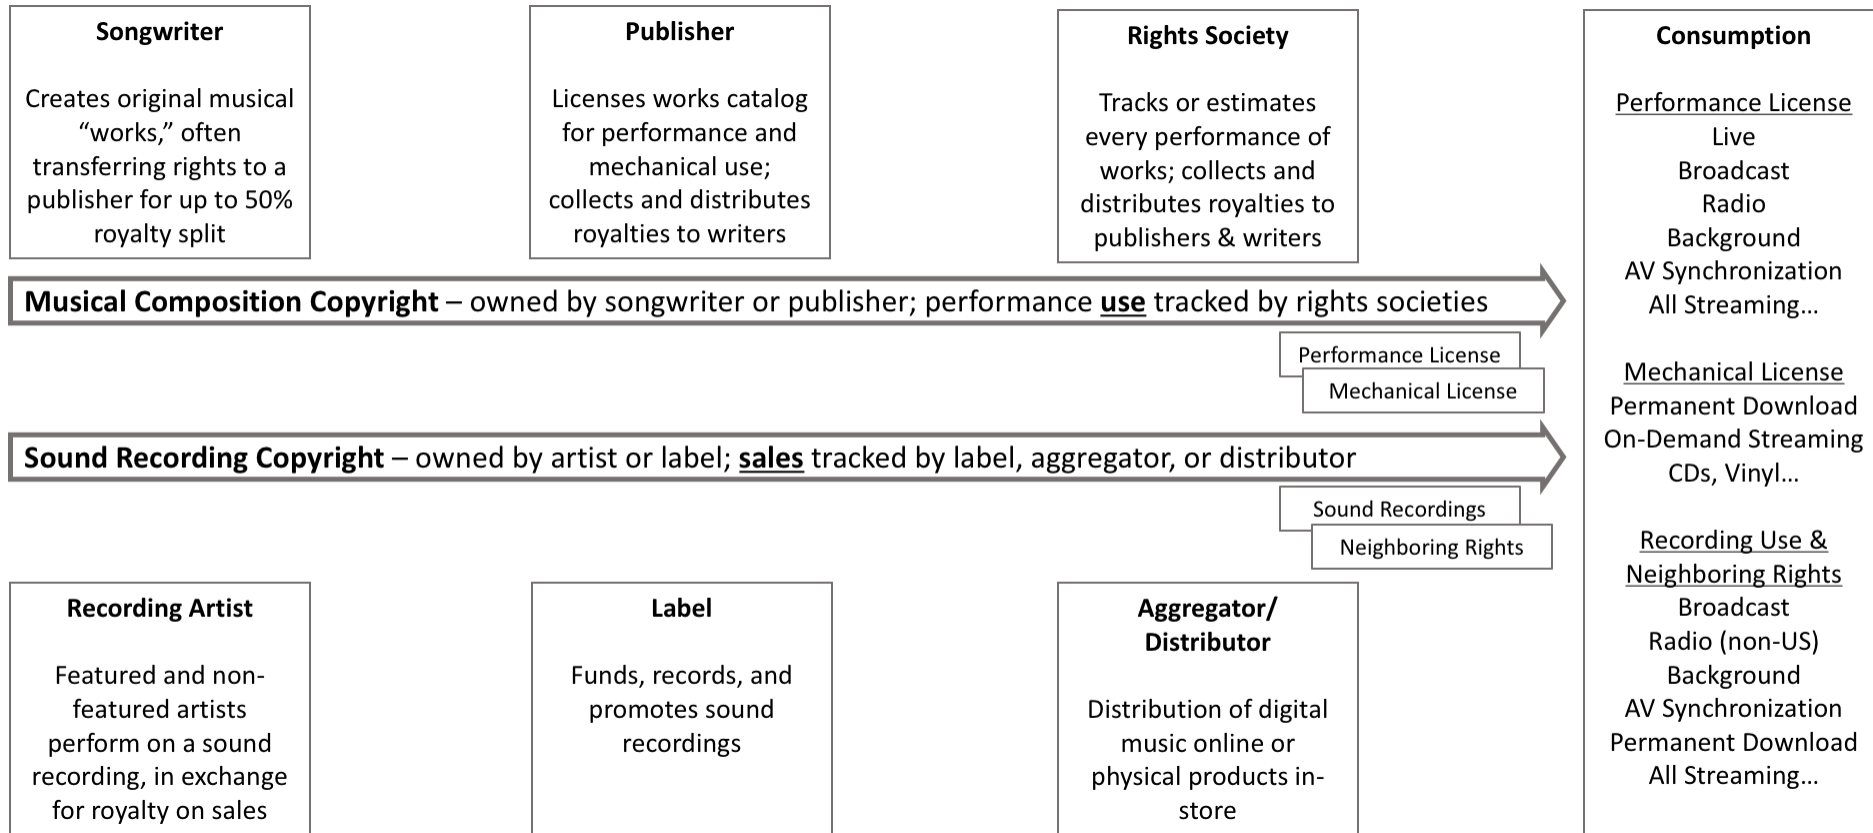 Songwriter
Creates original musical
“works,” often
transferring rights to a
publisher for up to 50%
royalty split
Publisher
Licenses works catalog
for performance and
mechanical use;
collects and distributes
royalties to writers
Rights Society
Tracks or estimates
every performance of
works; collects and
distributes royalties to
publishers & writers
Musical Composition Copyright – owned by songwriter or publisher; performance use tracked by rights societies
Performance License
Mechanical License
Sound Recording Copyright – owned by artist or label; sales tracked by label, aggregator, or distributor
Sound Recordings
Neighboring Rights
Recording Artist
Featured and non-
featured artists
perform on a sound
recording, in exchange
for royalty on sales
Label
Funds, records, and
promotes sound
recordings
Aggregator/
Distributor
Distribution of digital
music online or
physical products in-
store
Consumption
Performance License
Live
Broadcast
Radio
Background
AV Synchronization
All Streaming…
Mechanical License
Permanent Download
On-Demand Streaming
CDs, Vinyl…
Recording Use &
Neighboring Rights
Broadcast
Radio (non-US)
Background
AV Synchronization
Permanent Download
All Streaming…